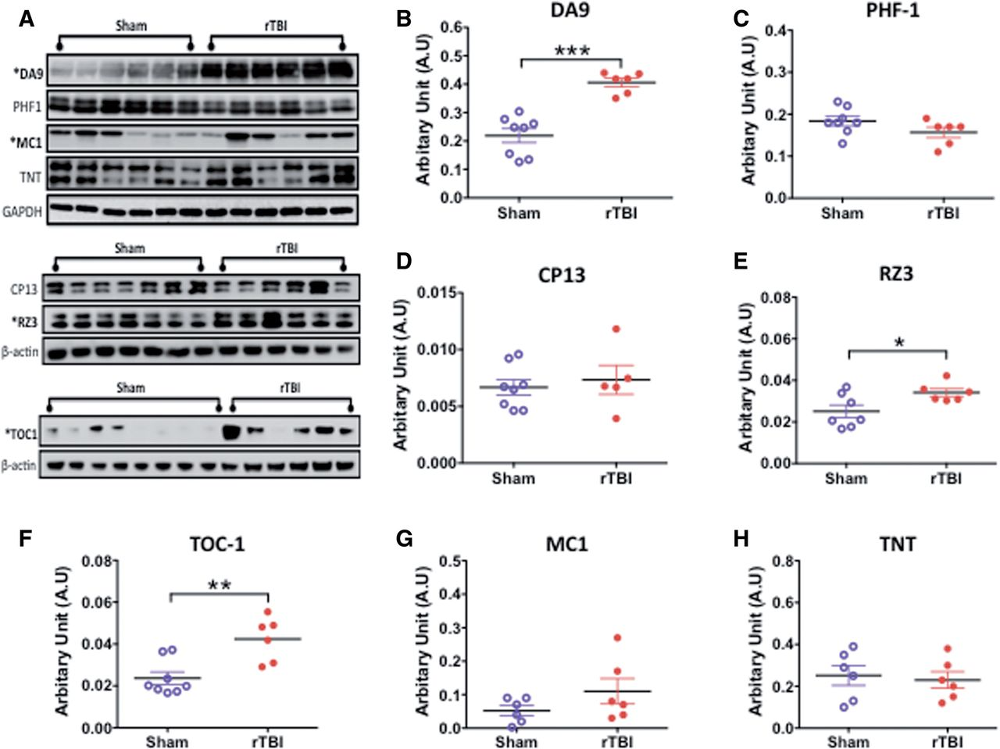 A
Sham rTBI
*DA9
PHF1
*MC1
TNT
GAPDH
Sham rTBI
CP13
*RZ3
β-actin
Sham rTBI
*TOC1
β-actin
B
DA9
Arbitary Unit (A.U)
0.6
0.5
0.4
0.3
0.2
0.1
0.0
***
Sham rTBI
C
PHF-1
Arbitary Unit (A.U)
0.4
0.3
0.2
0.1
0.0
Sham rTBI
D
CP13
Arbitary Unit (A.U)
0.015
0.010
0.005
0.000
Sham rTBI
E
RZ3
Arbitary Unit (A.U)
0.08
0.06
0.04
0.02
0.00
*
Sham rTBI
F
TOC-1
Arbitary Unit (A.U)
0.08
0.06
0.04
0.02
0.00
**
Sham rTBI
G
MC1
Arbitary Unit (A.U)
0.5
0.4
0.3
0.2
0.1
0.0
Sham rTBI
H
TNT
Arbitary Unit (A.U)
0.8
0.6
0.4
0.2
0.0
Sham rTBI